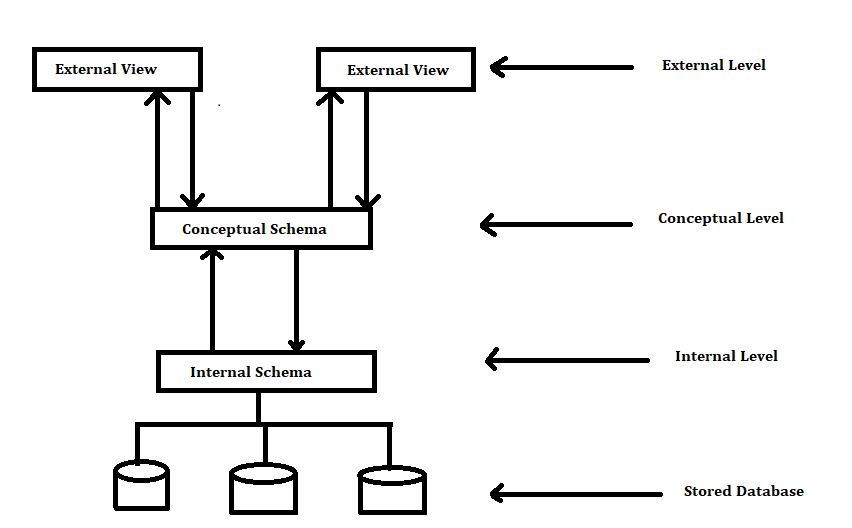 External View
External View
External Level
Conceptual Schema
Conceptual Level
Internal Schema
Internal Level
Stored Database